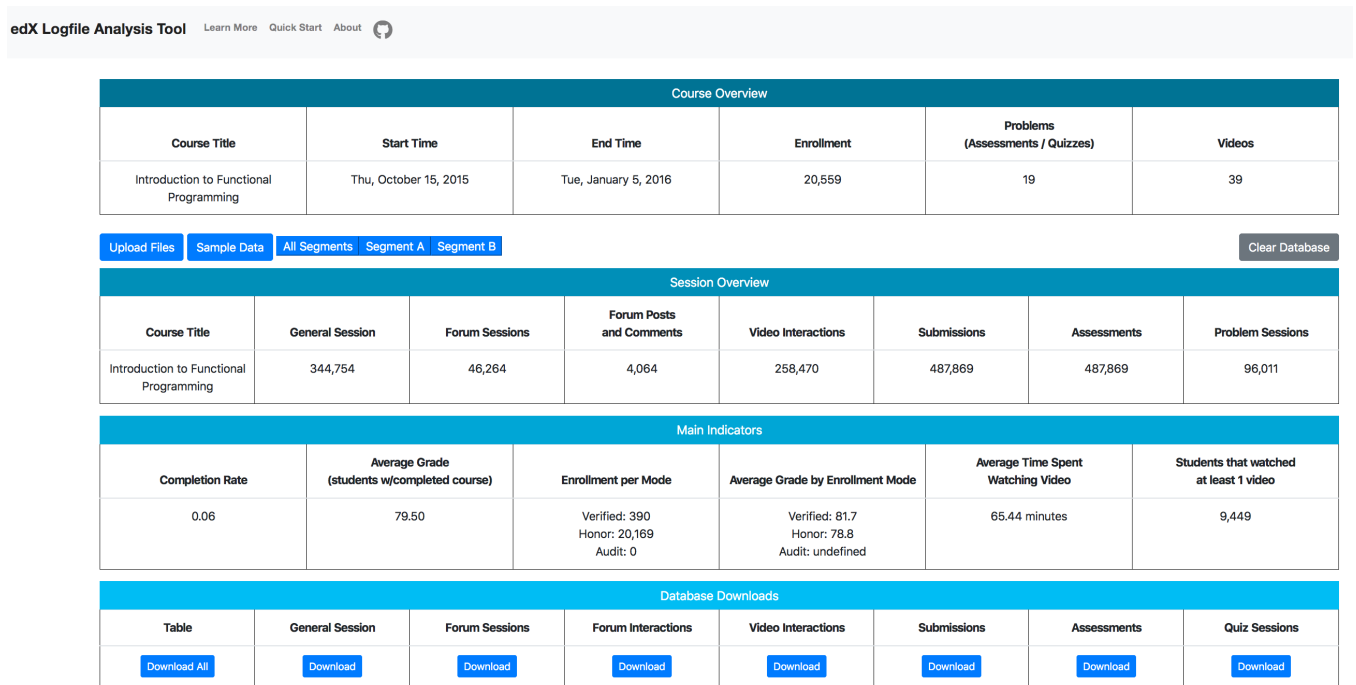 edX Logfile Analysis Tool Learn More Quick Start About
Course Overview
Course Title Start Time End Time Enrollment Problems (Assessments / Quizzes) Videos
Introduction to Functional Programming Thu, October 15, 2015 Tue, January 5, 2016 20,559 19 39
Upload Files Sample Data All Segments Segment A Segment B Clear Database
Session Overview
Course Title General Session Forum Sessions Forum Posts and Comments Video Interactions Submissions Assessments Problem Sessions
Introduction to Functional Programming 344,754 46,264 4,064 258,470 487,869 487,869 96,011
Main Indicators
Completion Rate Average Grade (students w/completed course) Enrollment per Mode Average Grade by Enrollment Mode Average Time Spent Watching Video Students that watched at least 1 video
0.06 79.50 Verified: 390 Verified: 81.7 65.44 minutes 9,449
Honor: 20,169 Honor: 78.8
Audit: 0 Audit: undefined
Database Downloads
Table General Session Forum Sessions Forum Interactions Video Interactions Submissions Assessments Quiz Sessions
Download All Download Download Download Download Download Download Download